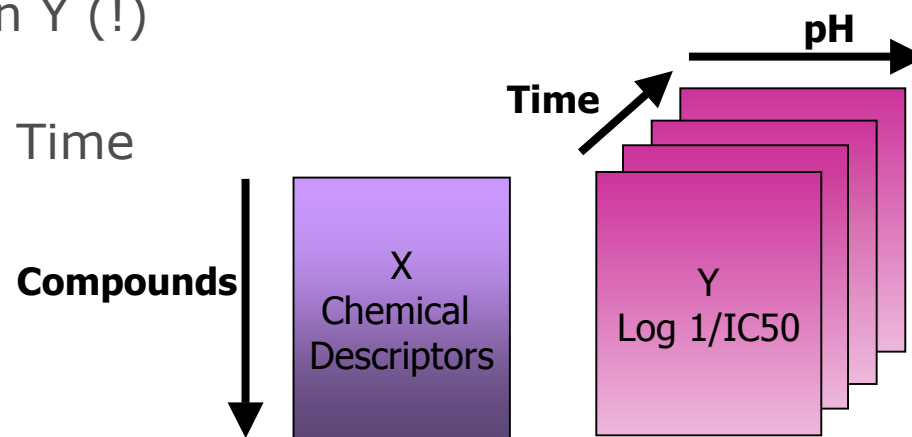 n Y (!)
pH
Time
Time
Compounds
X
Chemical
Descriptors
Y
Log 1/IC50